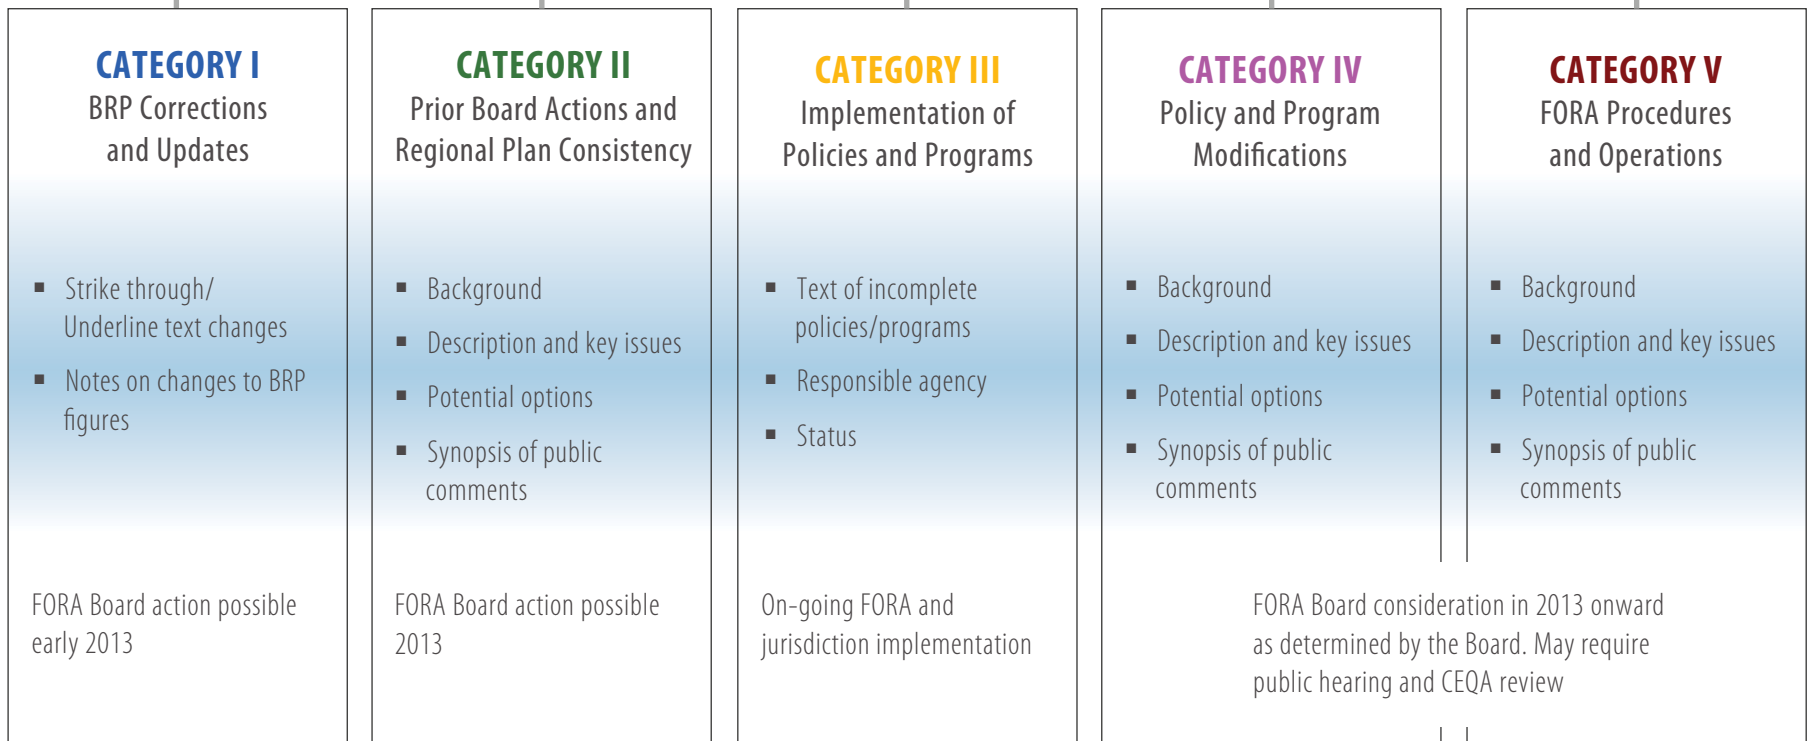 CATEGORY I
BRP Corrections
and Updates
▪ Strike through/
Underline text changes
▪ Notes on changes to BRP
figures
FORA Board action possible
early 2013
CATEGORY II
Prior Board Actions and
Regional Plan Consistency
▪ Background
▪ Description and key issues
▪ Potential options
▪ Synopsis of public
comments
FORA Board action possible
2013
CATEGORY III
Implementation of
Policies and Programs
▪ Text of incomplete
policies/programs
▪ Responsible agency
▪ Status
On-going FORA and
jurisdiction implementation
CATEGORY IV
Policy and Program
Modifications
▪ Background
▪ Description and key issues
▪ Potential options
▪ Synopsis of public
comments
CATEGORY V
FORA Procedures
and Operations
▪ Background
▪ Description and key issues
▪ Potential options
▪ Synopsis of public
comments
FORA Board consideration in 2013 onward
as determined by the Board. May require
public hearing and CEQA review